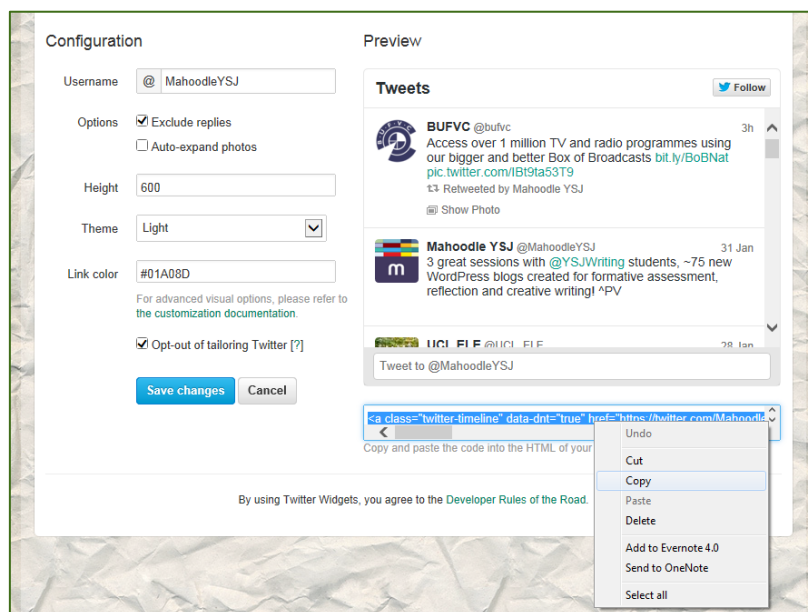 Configuration
Username
@ MahoodleYSJ
Options
Exclude replies
Auto-expand photos
Height
600
Theme
Light
Link color
#01A08D
For advanced visual options, please refer to
the customization documentation.
Opt-out of tailoring Twitter [?]
Save changes
Cancel
Preview
Tweets
Follow
BUFVC @bufvc
3h
Access over 1 million TV and radio programmes using
our bigger and better Box of Broadcasts bit.ly/BoBNat
pic.twitter.com/IBt9ta53T9
Retweeted by Mahoodle YSJ
Show Photo
m
Mahoodle YSJ @MahoodleYSJ
31 Jan
3 great sessions with @YSJWriting students, ~75 new
WordPress blogs created for formative assessment,
reflection and creative writing! ^PV
UCL ELE @UCL_ELE
28 Jan
Tweet to @MahoodleYSJ
<a class="twitter-timeline" data-dnt="true" href="https://twitter.com/Mahoodle
Copy and paste the code into the HTML of your
Undo
Cut
Copy
Paste
Delete
Add to Evernote 4.0
Send to OneNote
Select all
By using Twitter Widgets, you agree to the Developer Rules of the Road.